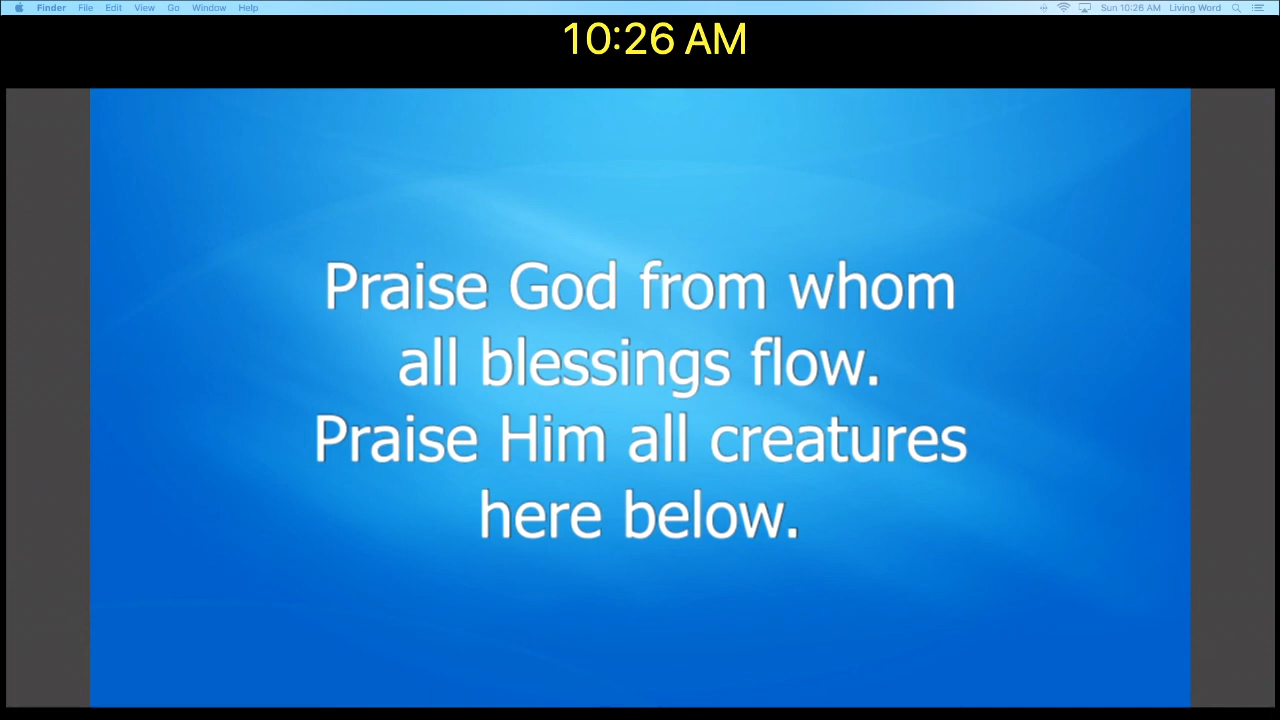 Finder File Edit View Go Window Help Sun 10:26 AM Living Word
10:26 AM
Praise God from whom
all blessings flow.
Praise Him all creatures
here below.